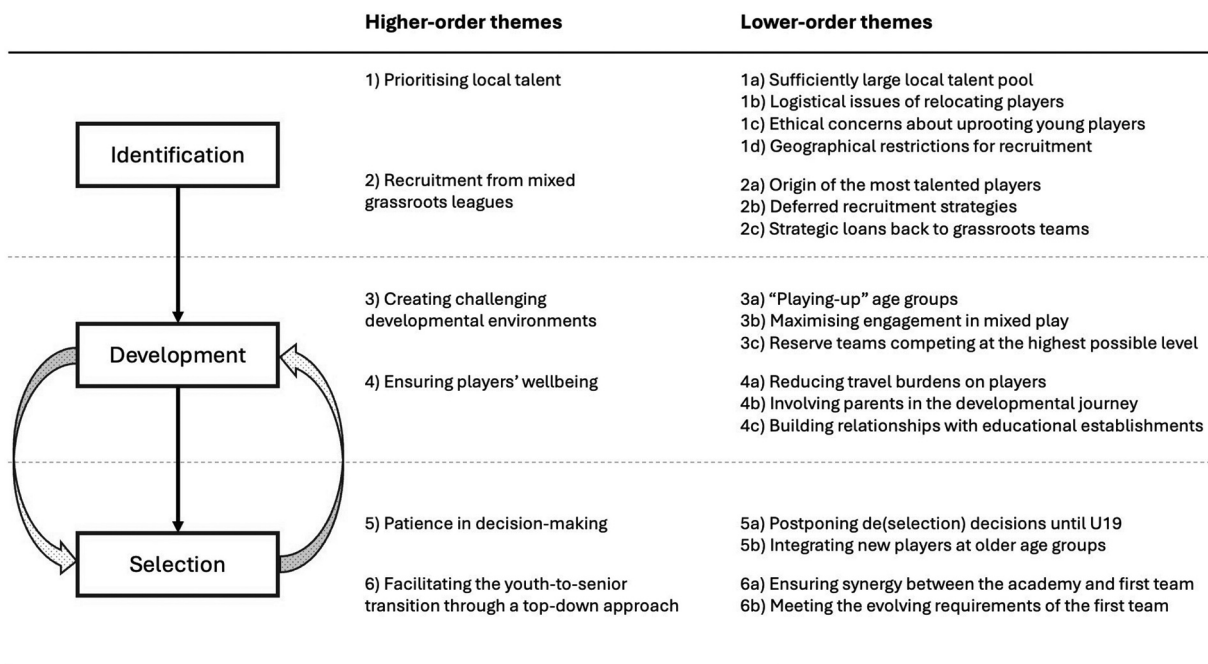 Higher-order themes
Lower-order themes
Identification
1) Prioritising local talent
1a) Sufficiently large local talent pool
1b) Logistical issues of relocating players
1c) Ethical concerns about uprooting young players
1d) Geographical restrictions for recruitment
2) Recruitment from mixed
grassroots leagues
2a) Origin of the most talented players
2b) Deferred recruitment strategies
2c) Strategic loans back to grassroots teams
Development
3) Creating challenging
developmental environments
3a) “Playing-up” age groups
3b) Maximising engagement in mixed play
3c) Reserve teams competing at the highest possible level
4) Ensuring players’ wellbeing
4a) Reducing travel burdens on players
4b) Involving parents in the developmental journey
4c) Building relationships with educational establishments
Selection
5) Patience in decision-making
5a) Postponing de(selection) decisions until U19
5b) Integrating new players at older age groups
6) Facilitating the youth-to-senior
transition through a top-down approach
6a) Ensuring synergy between the academy and first team
6b) Meeting the evolving requirements of the first team